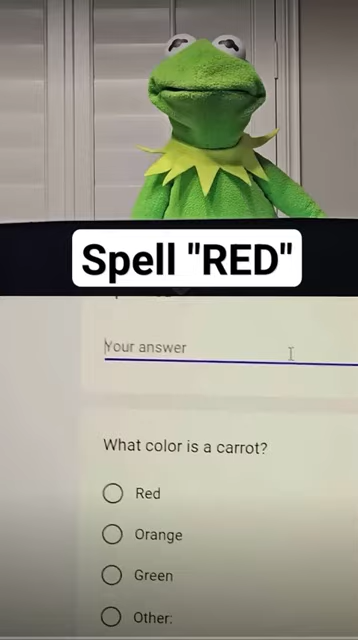 Spell "RED"
Your answer
What color is a carrot?
Red
Orange
Green
Other: